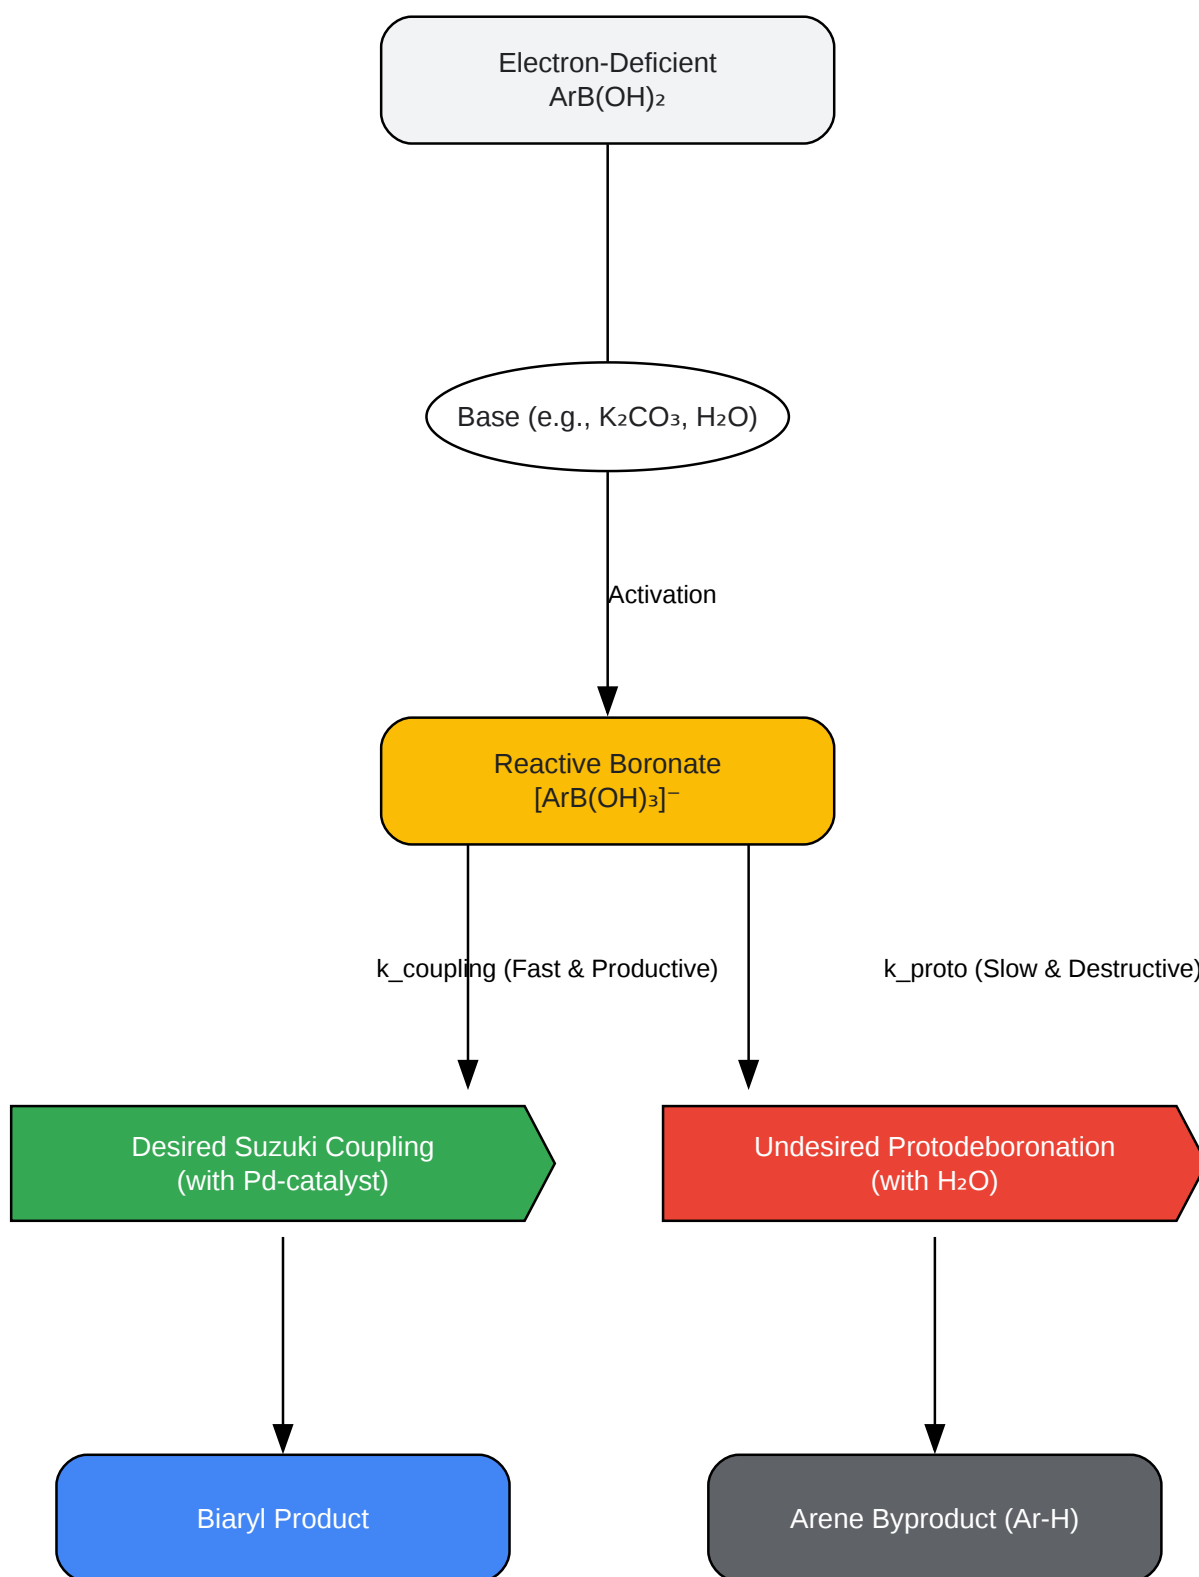 Electron-Deficient
ArB(OH)₂
Base (e.g., K₂CO₃, H₂O)
Activation
Reactive Boronate
[ArB(OH)₃]⁻
k_coupling (Fast & Productive)
k_proto (Slow & Destructive)
Desired Suzuki Coupling
(with Pd-catalyst)
Undesired Protodeboronation
(with H₂O)
Biaryl Product
Arene Byproduct (Ar-H)